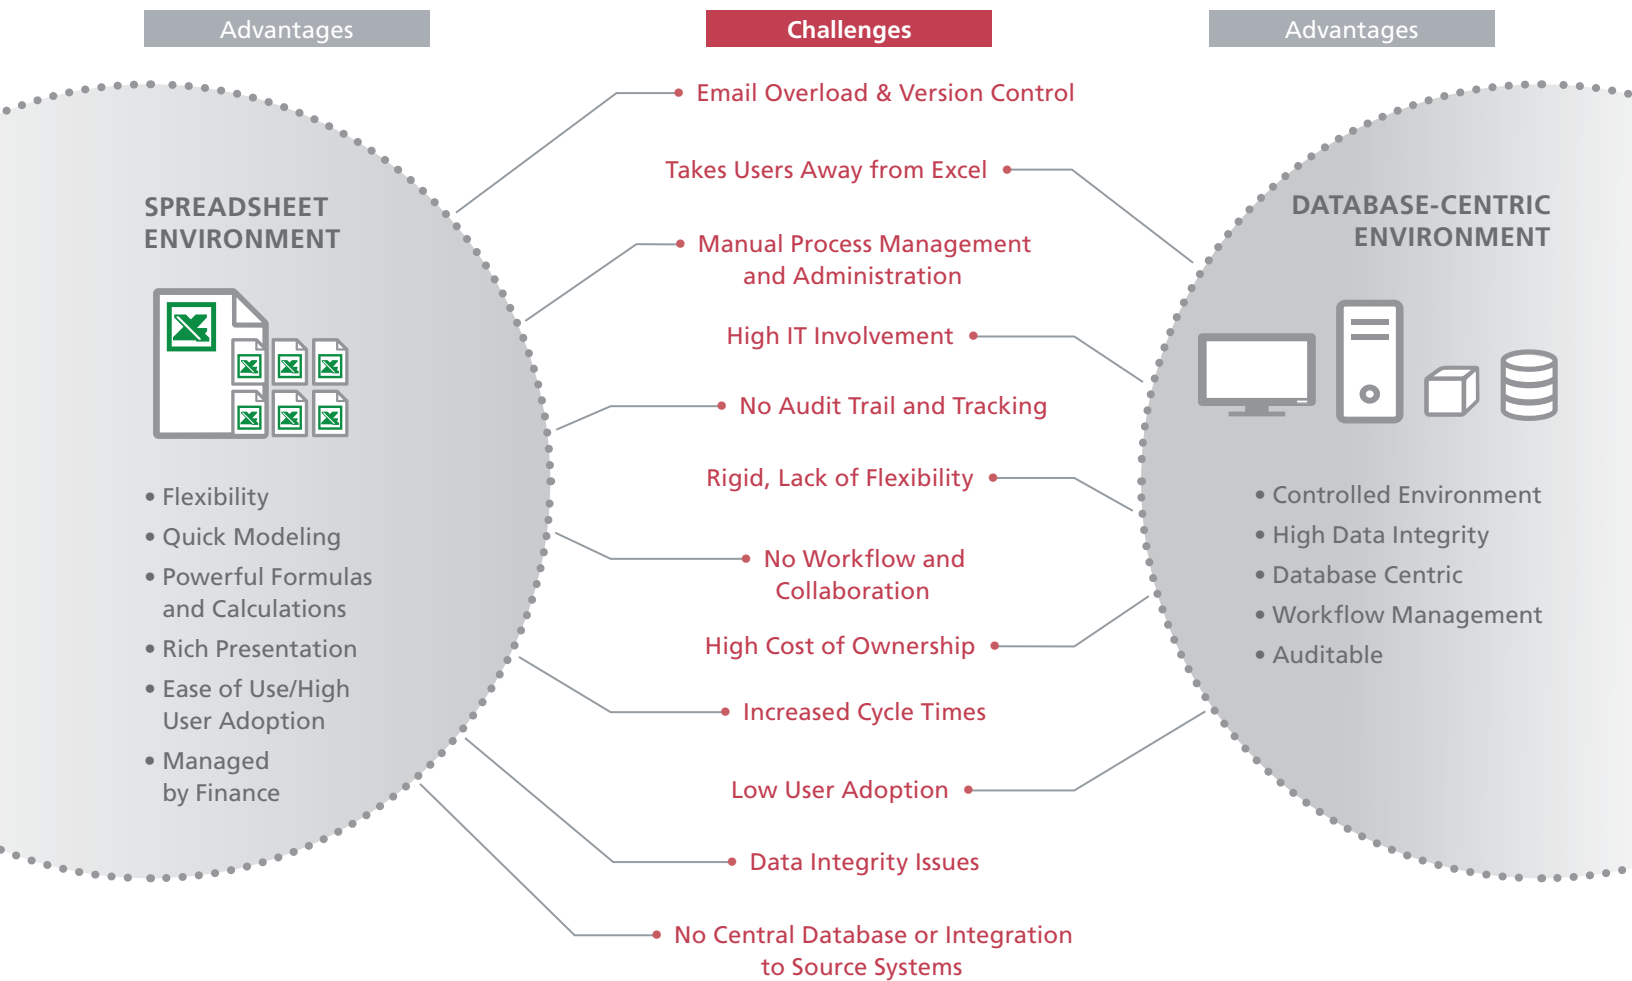 Advantages
Challenges
Advantages
SPREADSHEET
ENVIRONMENT
• Flexibility
• Quick Modeling
• Powerful Formulas
and Calculations
• Rich Presentation
• Ease of Use/High
User Adoption
• Managed
by Finance
Email Overload & Version Control
Takes Users Away from Excel
Manual Process Management
and Administration
High IT Involvement
No Audit Trail and Tracking
Rigid, Lack of Flexibility
No Workflow and
Collaboration
High Cost of Ownership
Increased Cycle Times
Low User Adoption
Data Integrity Issues
No Central Database or Integration
to Source Systems
DATABASE-CENTRIC
ENVIRONMENT
• Controlled Environment
• High Data Integrity
• Database Centric
• Workflow Management
• Auditable